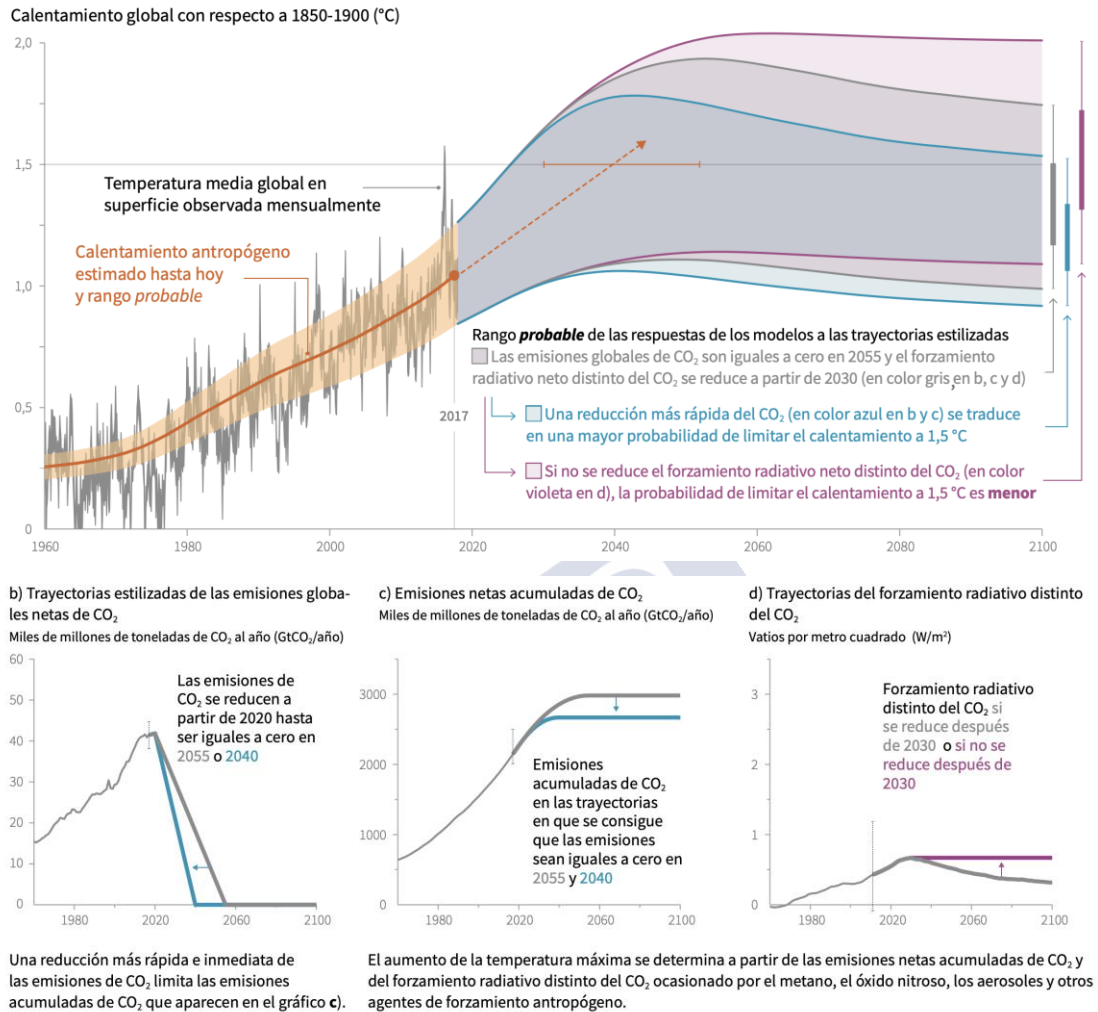 Calentamiento global con respecto a 1850-1900 (°C)
2,0
1,5
1,0
0,5
0
Temperatura media global en
superficie observada mensualmente
Calentamiento antropógeno
estimado hasta hoy
y rango probable
2017
Rango probable de las respuestas de los modelos a las trayectorias estilizadas
Las emisiones globales de CO₂ son iguales a cero en 2055 y el forzamiento
radiativo neto distinto del CO₂ se reduce a partir de 2030 (en color gris, en b, c y d)
Una reducción más rápida del CO₂ (en color azul en b y c) se traduce
en una mayor probabilidad de limitar el calentamiento a 1,5 °C
Si no se reduce el forzamiento radiativo neto distinto del CO₂ (en color
violeta en d), la probabilidad de limitar el calentamiento a 1,5 °C es menor
1960 1980 2000 2020 2040 2060 2080 2100
b) Trayectorias estilizadas de las emisiones globa-
les netas de CO₂
Miles de millones de toneladas de CO₂ al año (GtCO₂/año)
60
50
40
30
20
10
0
Las emisiones de
CO₂ se reducen a
partir de 2020 hasta
ser iguales a cero en
2055 o 2040
1980 2020 2060 2100
Una reducción más rápida e inmediata de
las emisiones de CO₂ limita las emisiones
acumuladas de CO₂ que aparecen en el gráfico c).
c) Emisiones netas acumuladas de CO₂
Miles de millones de toneladas de CO₂ al año (GtCO₂/año)
3000
2000
1000
0
Emisiones
acumuladas de CO₂
en las trayectorias
en que se consigue
que las emisiones
sean iguales a cero en
2055 y 2040
1980 2020 2060 2100
d) Trayectorias del forzamiento radiativo distinto
del CO₂
Vatios por metro cuadrado (W/m²)
3
2
1
0
Forzamiento radiativo
distinto del CO₂ si
se reduce después
de 2030 o si no se
reduce después de
2030
1980 2020 2060 2100
El aumento de la temperatura máxima se determina a partir de las emisiones netas acumuladas de CO₂ y
del forzamiento radiativo distinto del CO₂ ocasionado por el metano, el óxido nitroso, los aerosoles y otros
agentes de forzamiento antropógeno.